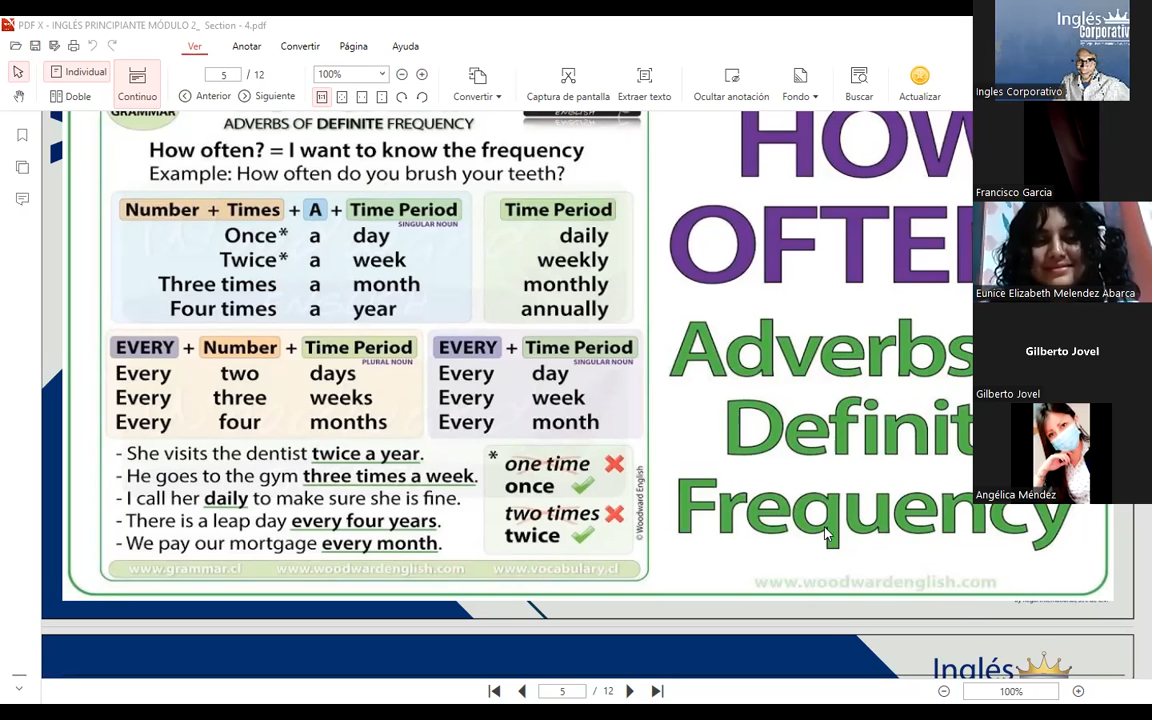 PDF X - INGLÉS PRINCIPIANTE MÓDULO 2_ Section - 4.pdf
Ver Anotar Convertir Página Ayuda
Individual
Doble
Continuo
5 / 12
Anterior Siguiente
100%
Convertir
Captura de pantalla
Extraer texto
Ocultar anotación
Fondo
Buscar
Actualizar
GRAMMAR
ENGLISH
ADVERBS OF DEFINITE FREQUENCY
How often? = I want to know the frequency
Example: How often do you brush your teeth?
Number + Times + A + Time Period
SINGULAR NOUN
Once* a day
Twice* a week
Three times a month
Four times a year
Time Period
daily
weekly
monthly
annually
EVERY + Number + Time Period
PLURAL NOUN
Every two days
Every three weeks
Every four months
EVERY + Time Period
SINGULAR NOUN
Every day
Every week
Every month
- She visits the dentist twice a year.
- He goes to the gym three times a week.
- I call her daily to make sure she is fine.
- There is a leap day every four years.
- We pay our mortgage every month.
* one time
once
two times
twice
© Woodward English
www.grammar.cl www.woodwardenglish.com www.vocabulary.cl
HOW
OFTE
Adverbs
Definit
Frequency
www.woodwardenglish.com
Inglés
5 / 12
100%
Inglés
Corporativo
Ingles Corporativo
Francisco Garcia
Eunice Elizabeth Melendez Abarca
Gilberto Jovel
Gilberto Jovel
Angélica Méndez